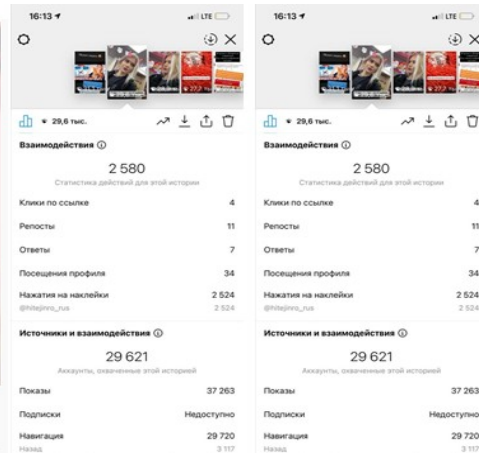 16:13
LTE
29,6 тыс.
Взаимодействия
2 580
Статистика действий для этой истории
Клики по ссылке 4
Репосты 11
Ответы 7
Посещения профиля 34
Нажатия на наклейки 2 524
@hitejinro_rus 2 524
Источники и взаимодействия
29 621
Аккаунты, охваченные этой историей
Показы 37 263
Подписки Недоступно
Навигация 29 720
Назад 3 117
16:13
LTE
29,6 тыс.
Взаимодействия
2 580
Статистика действий для этой истории
Клики по ссылке 4
Репосты 11
Ответы 7
Посещения профиля 34
Нажатия на наклейки 2 524
@hitejinro_rus 2 524
Источники и взаимодействия
29 621
Аккаунты, охваченные этой историей
Показы 37 263
Подписки Недоступно
Навигация 29 720
Назад 3 117